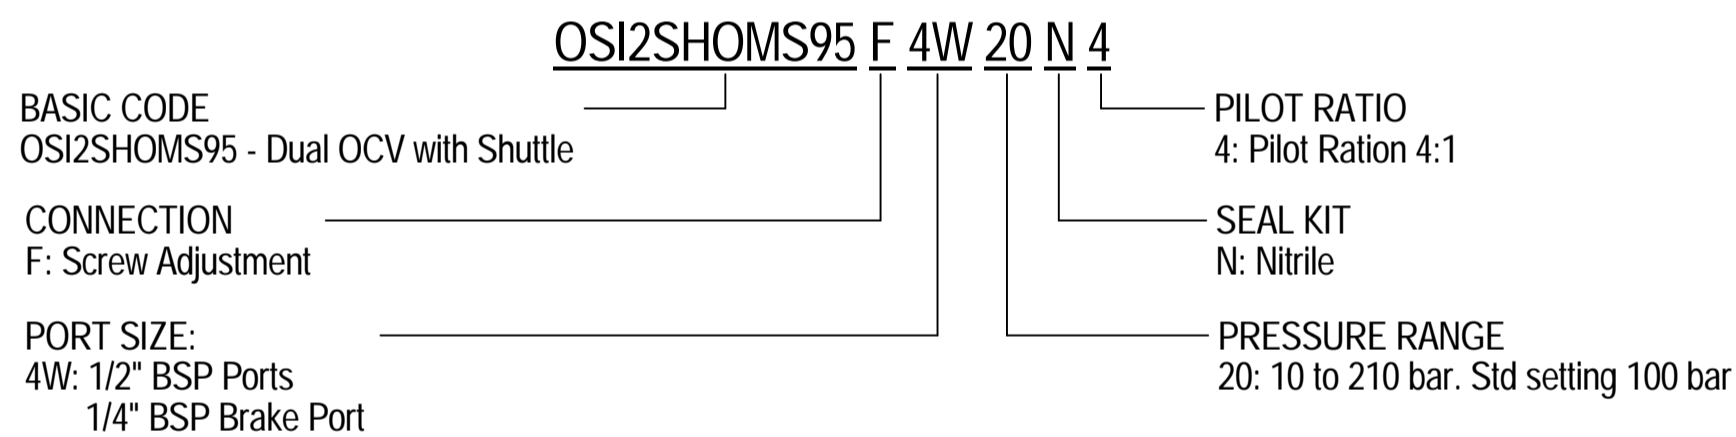 OSI2SHOMS95 F 4W 20 N 4
BASIC CODE
OSI2SHOMS95 - Dual OCV with Shuttle
CONNECTION
F: Screw Adjustment
PORT SIZE:
4W: 1/2" BSP Ports
1/4" BSP Brake Port
PILOT RATIO
4: Pilot Ration 4:1
SEAL KIT
N: Nitrile
PRESSURE RANGE
20: 10 to 210 bar. Std setting 100 bar